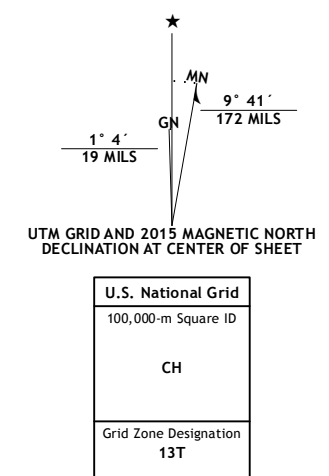 MN
GN
9° 41´
172 MILS
1° 4´
19 MILS
UTM GRID AND 2015 MAGNETIC NORTH
DECLINATION AT CENTER OF SHEET
U.S. National Grid
100,000-m Square ID
CH
Grid Zone Designation
13T